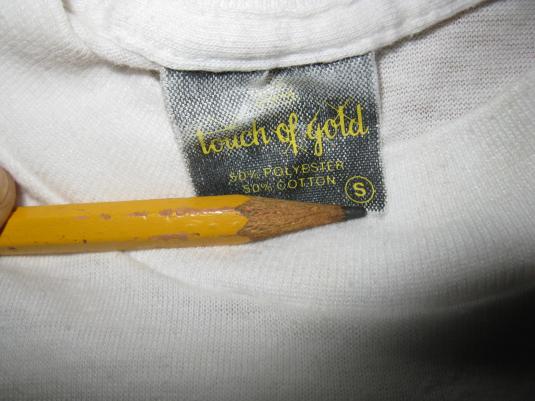 touch of gold
50% POLYESTER
50% COTTON
S